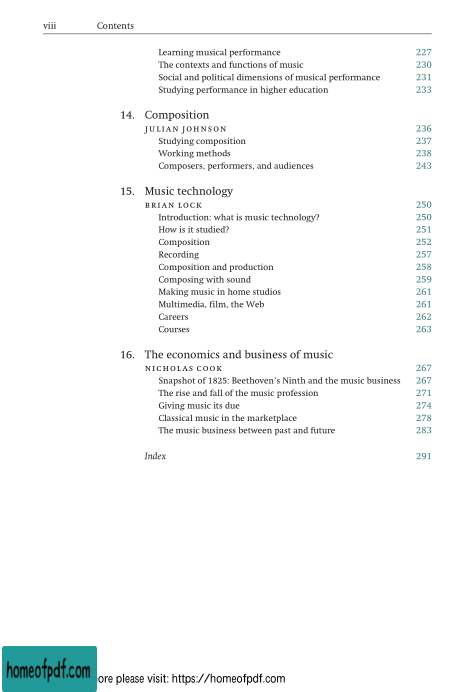 viii Contents
Learning musical performance 227
The contexts and functions of music 230
Social and political dimensions of musical performance 231
Studying performance in higher education 233
14. Composition
JULIAN JOHNSON 236
Studying composition 237
Working methods 238
Composers, performers, and audiences 243
15. Music technology
BRIAN LOCK 250
Introduction: what is music technology? 250
How is it studied? 251
Composition 252
Recording 257
Composition and production 258
Composing with sound 259
Making music in home studios 261
Multimedia, film, the Web 261
Careers 262
Courses 263
16. The economics and business of music
NICHOLAS COOK 267
Snapshot of 1825: Beethoven's Ninth and the music business 267
The rise and fall of the music profession 271
Giving music its due 274
Classical music in the marketplace 278
The music business between past and future 283
Index 291
homeofpdf.com ore please visit: https://homeofpdf.com